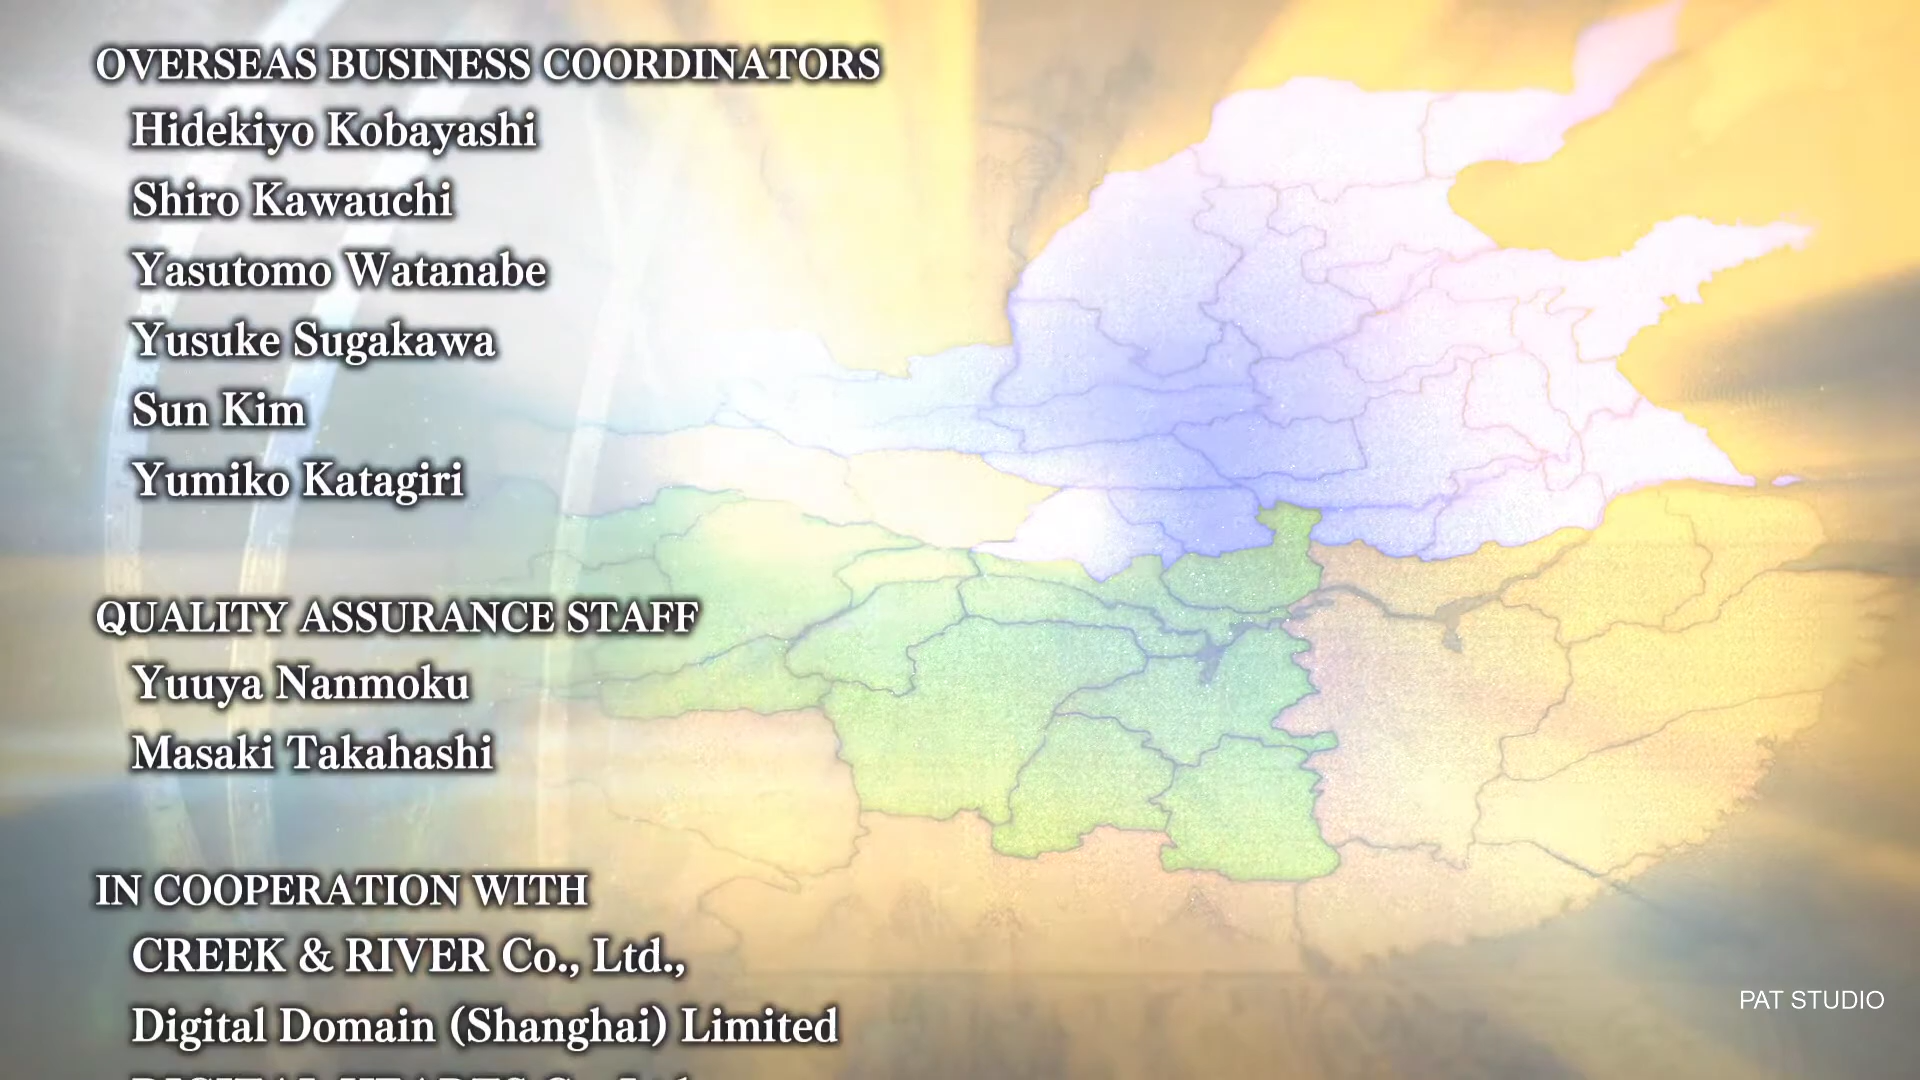 OVERSEAS BUSINESS COORDINATORS
Hidekiyo Kobayashi
Shiro Kawauchi
Yasutomo Watanabe
Yusuke Sugakawa
Sun Kim
Yumiko Katagiri
QUALITY ASSURANCE STAFF
Yuuya Nanmoku
Masaki Takahashi
IN COOPERATION WITH
CREEK & RIVER Co., Ltd.,
Digital Domain (Shanghai) Limited
PAT STUDIO